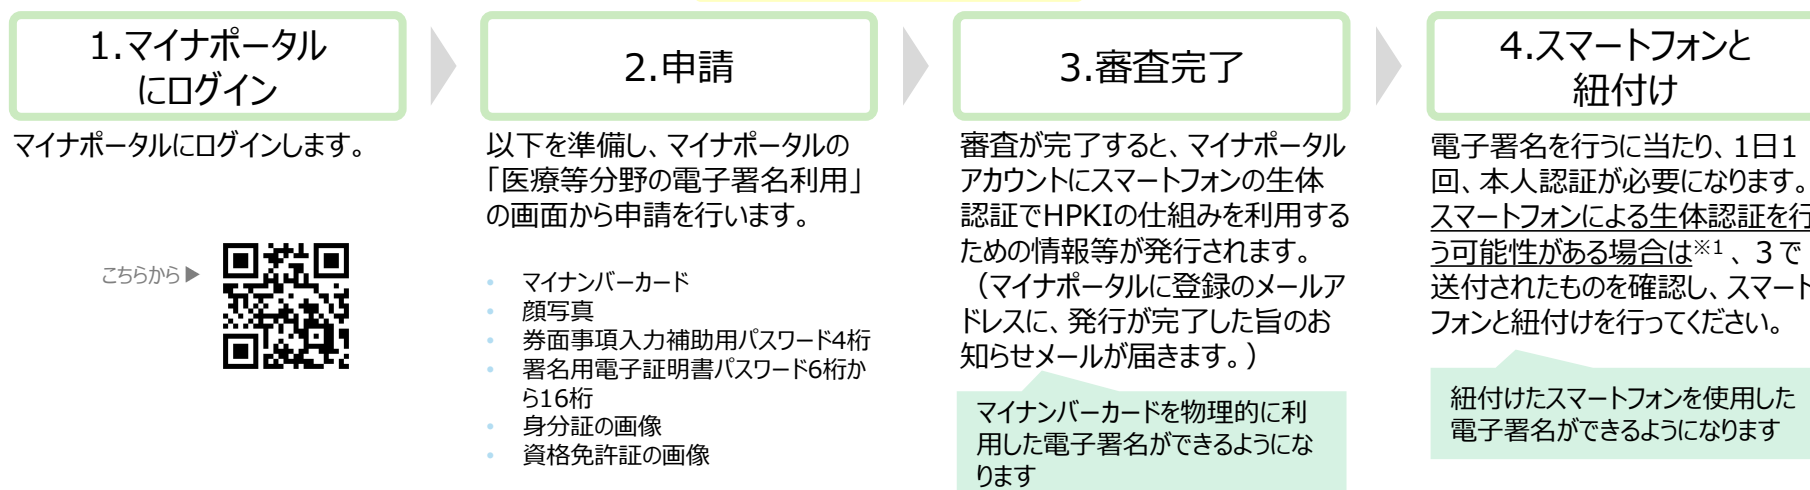 1.マイナポータル
にログイン
マイナポータルにログインします。
こちらから▶
2.申請
以下を準備し、マイナポータルの
「医療等分野の電子署名利用」
の画面から申請を行います。
• マイナンバーカード
• 顔写真
• 券面事項入力補助用パスワード4桁
• 署名用電子証明書パスワード6桁か
ら16桁
• 身分証の画像
• 資格免許証の画像
3.審査完了
審査が完了すると、マイナポータル
アカウントにスマートフォンの生体
認証でHPKIの仕組みを利用する
ための情報等が発行されます。
（マイナポータルに登録のメールア
ドレスに、発行が完了した旨のお
知らせメールが届きます。）
マイナンバーカードを物理的に利
用した電子署名ができるようにな
ります
4.スマートフォンと
紐付け
電子署名を行うに当たり、1日1
回、本人認証が必要になります。
スマートフォンによる生体認証を行
う可能性がある場合は※1、３で
送付されたものを確認し、スマート
フォンと紐付けを行ってください。
紐付けたスマートフォンを使用した
電子署名ができるようになります